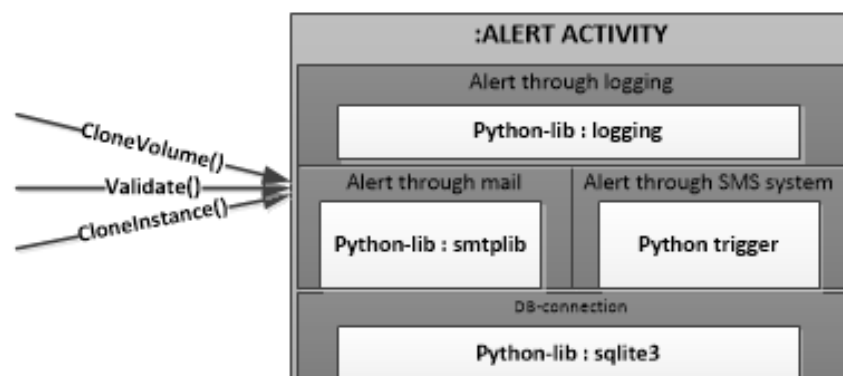 :ALERT ACTIVITY
Alert through logging
Python-lib : logging
CloneVolume()
Validate()
CloneInstance()
Alert through mail
Alert through SMS system
Python-lib : smtplib
Python trigger
DB-connection
Python-lib : sqlite3